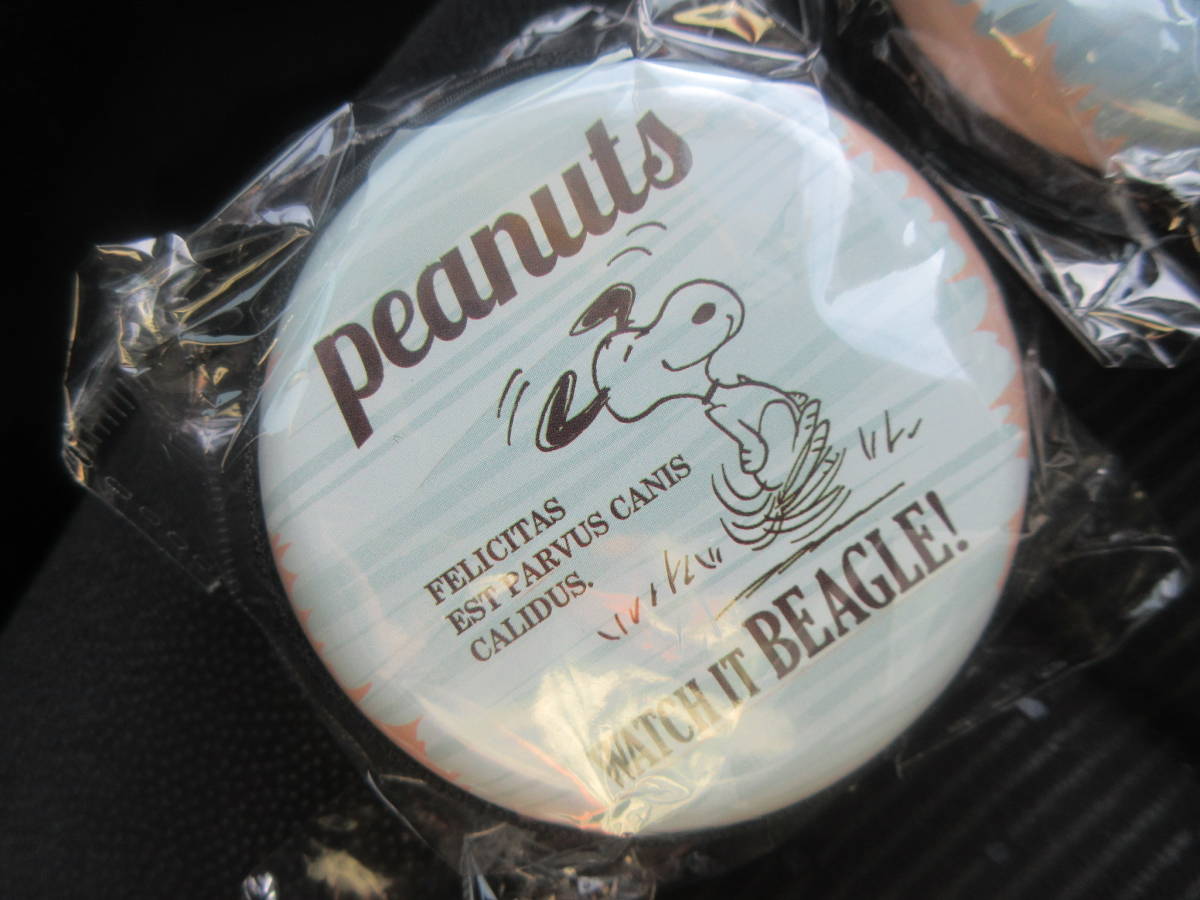 peanuts
FELICITAS
EST PARVUS CANIS
CALIDUS.
WATCH IT BEAGLE!